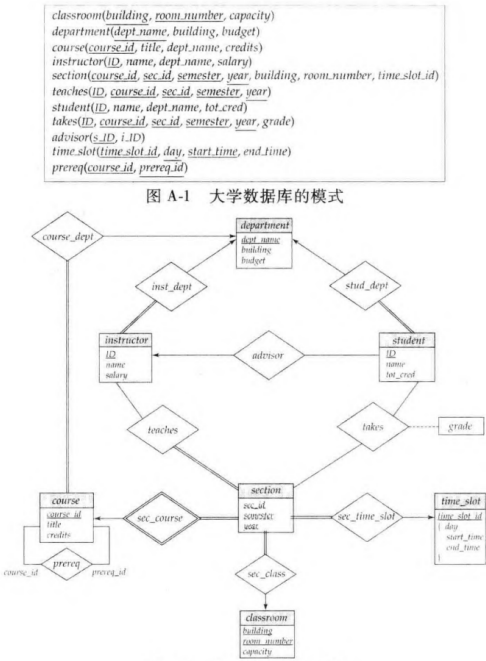 classroom(building, room_number, capacity)
department(dept_name, building, budget)
course(course_id, title, dept_name, credits)
instructor(ID, name, dept_name, salary)
section(course_id, sec_id, semester, year, building, room_number, time_slot_id)
teaches(ID, course_id, sec_id, semester, year)
student(ID, name, dept_name, tot_cred)
takes(ID, course_id, sec_id, semester, year, grade)
advisor(s_ID, i_ID)
time_slot(time_slot_id, day, start_time, end_time)
prereq(course_id, prereq_id)
图 A-1 大学数据库的模式
course_dept
department
dept_name
building
budget
inst_dept
stud_dept
instructor
ID
name
salary
advisor
student
ID
name
tot_cred
teaches
takes
grade
course
course_id
title
credits
sec_course
section
sec_id
semester
year
sec_time_slot
time_slot
time_slot_id
{ day
start_time
end_time
}
prereq
course_id
prereq_id
sec_class
classroom
building
room_number
capacity